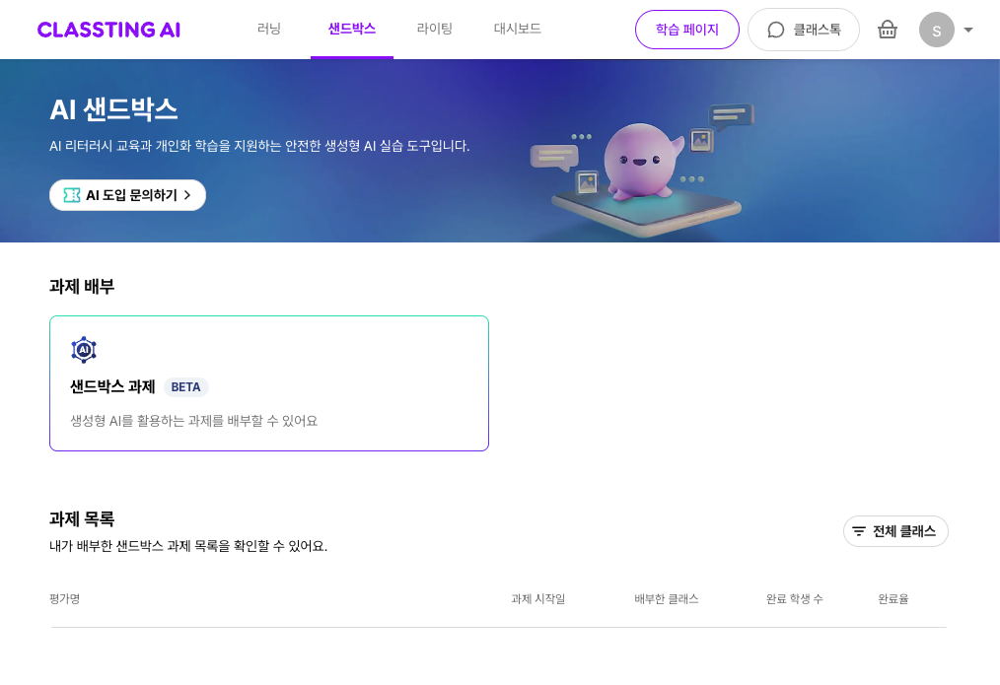 CLASSTING AI
러닝
샌드박스
라이팅
대시보드
학습 페이지
클래스톡
S
AI 샌드박스
AI 리터러시 교육과 개인화 학습을 지원하는 안전한 생성형 AI 실습 도구입니다.
AI 도입 문의하기
과제 배부
AI
샌드박스 과제 BETA
생성형 AI를 활용하는 과제를 배부할 수 있어요
과제 목록
내가 배부한 샌드박스 과제 목록을 확인할 수 있어요.
전체 클래스
평가명
과제 시작일
배부한 클래스
완료 학생 수
완료율